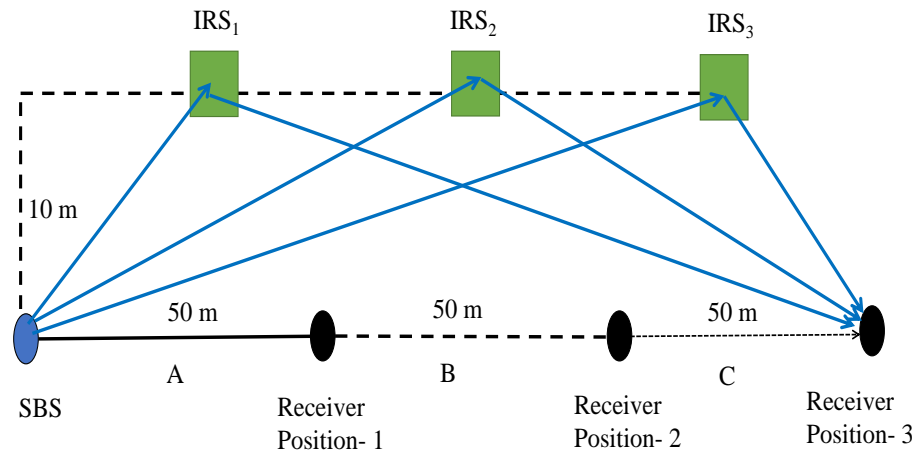 IRS1
IRS2
IRS3
10 m
50 m
50 m
50 m
A
B
C
SBS
Receiver
Position- 1
Receiver
Position- 2
Receiver
Position- 3